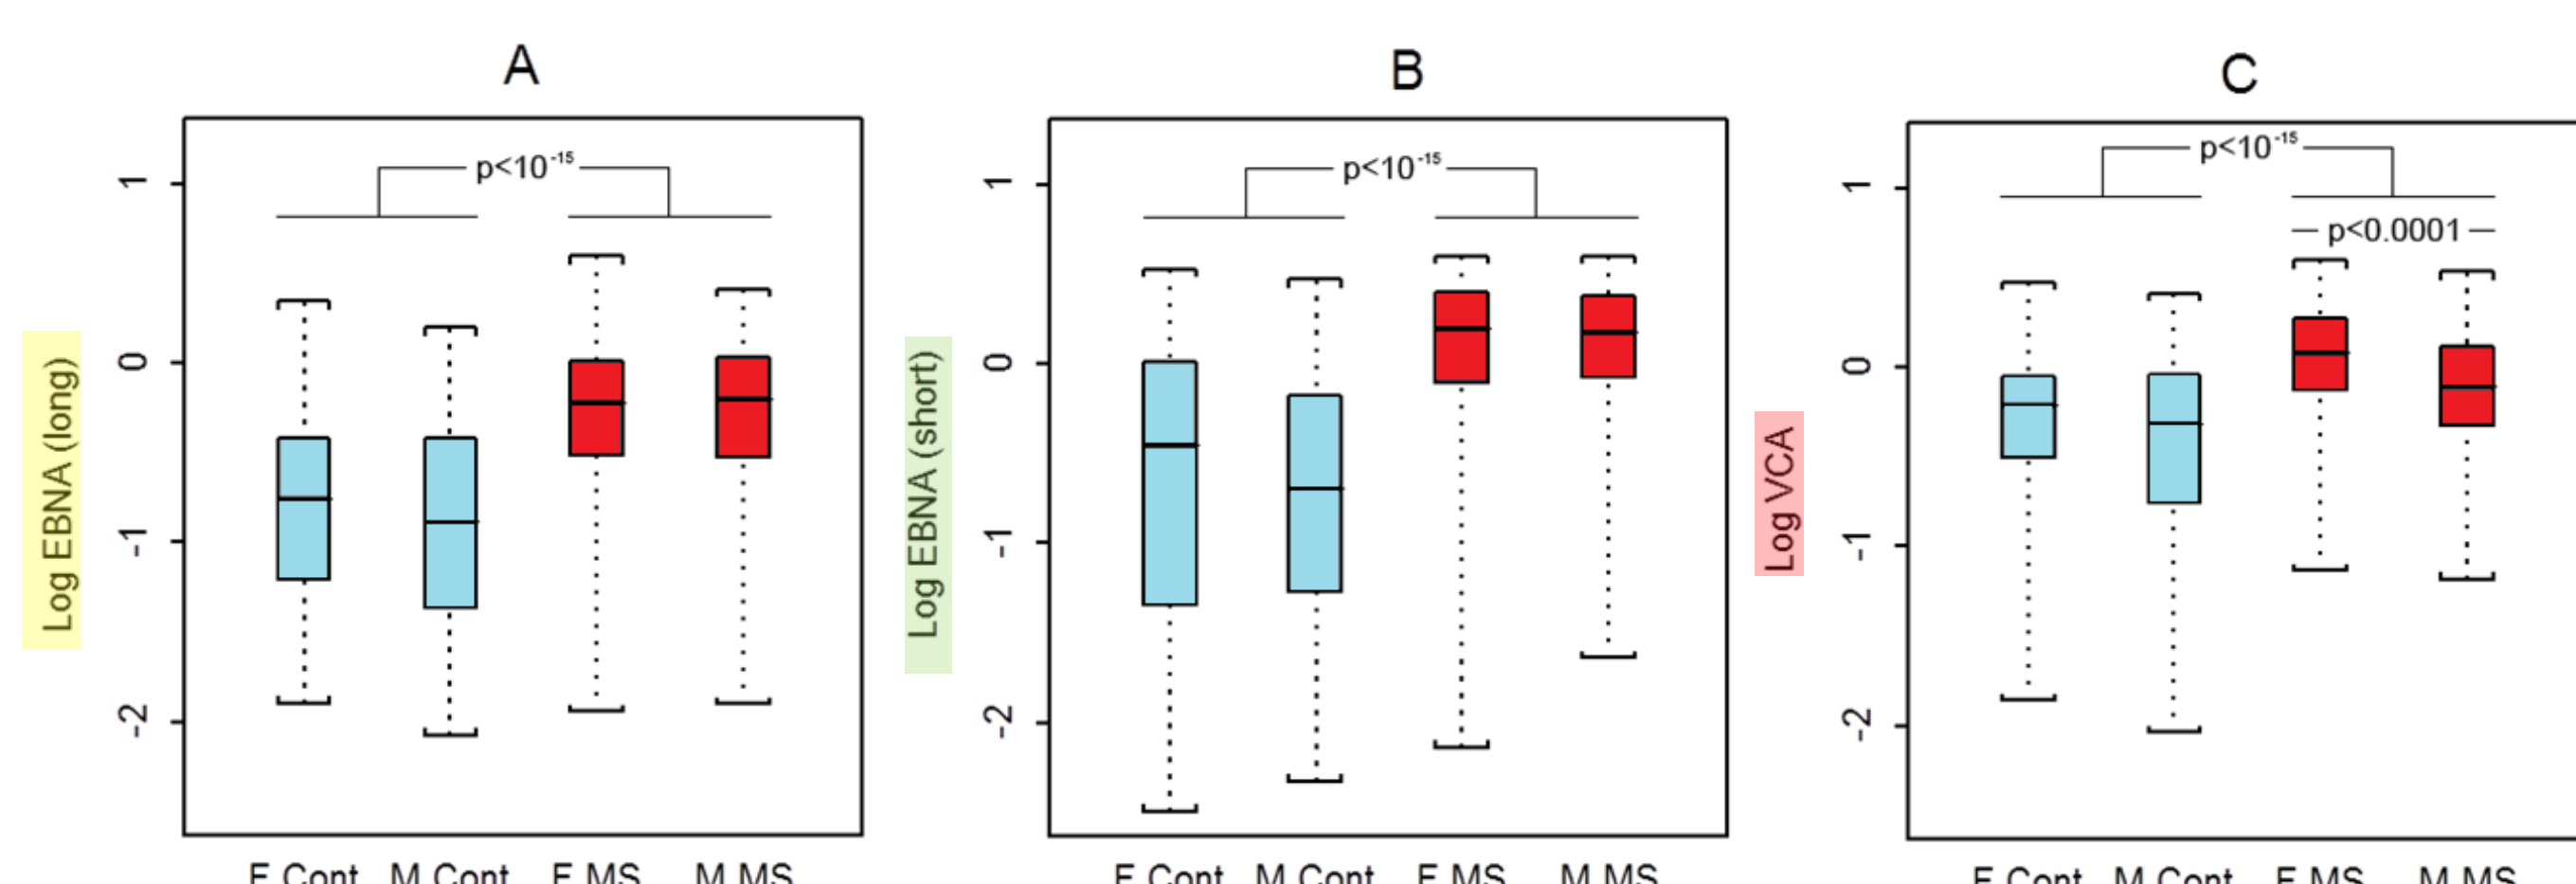 A
p<10-15
1
0
-1
-2
Log EBNA (long)
F Cont M Cont F MS M MS
B
p<10-15
1
0
-1
-2
Log EBNA (short)
F Cont M Cont F MS M MS
C
p<10-15
p<0.0001
1
0
-1
-2
Log VCA
F Cont M Cont F MS M MS